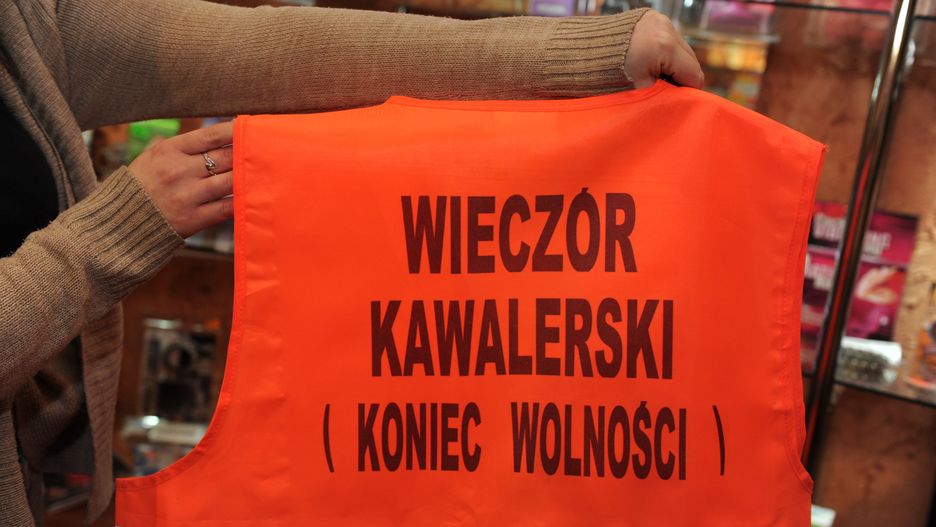 WIECZÓR
KAWALERSKI
( KONIEC WOLNOŚCI )